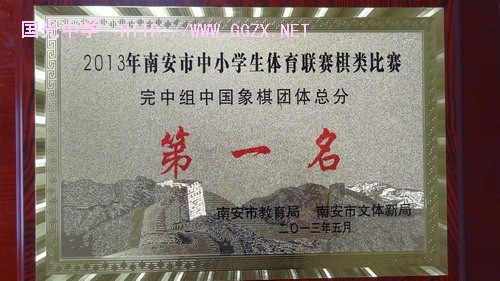 国光中学 HTTP://WWW.GGZX.NET
2013年南安市中小学生体育联赛棋类比赛
完中组中国象棋团体总分
第一名
南安市教育局 南安市文体新局
二〇一三年五月